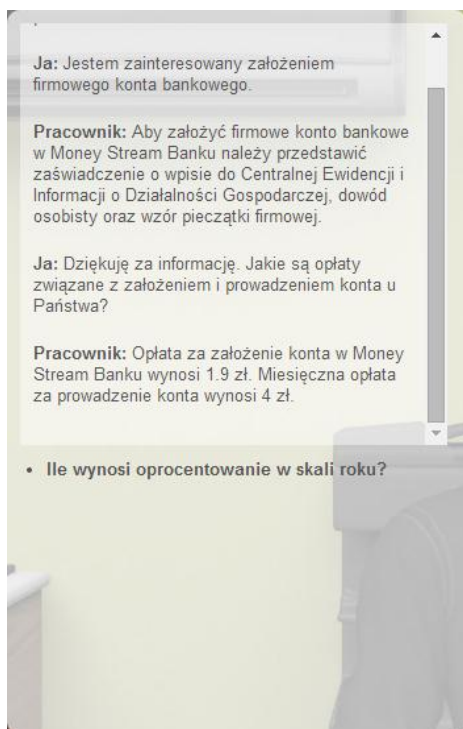 Ja: Jestem zainteresowany założeniem
firmowego konta bankowego.
Pracownik: Aby założyć firmowe konto bankowe
w Money Stream Banku należy przedstawić
zaświadczenie o wpisie do Centralnej Ewidencji i
Informacji o Działalności Gospodarczej, dowód
osobisty oraz wzór pieczątki firmowej.
Ja: Dziękuję za informację. Jakie są opłaty
związane z założeniem i prowadzeniem konta u
Państwa?
Pracownik: Opłata za założenie konta w Money
Stream Banku wynosi 1.9 zł. Miesięczna opłata
za prowadzenie konta wynosi 4 zł.
• Ile wynosi oprocentowanie w skali roku?